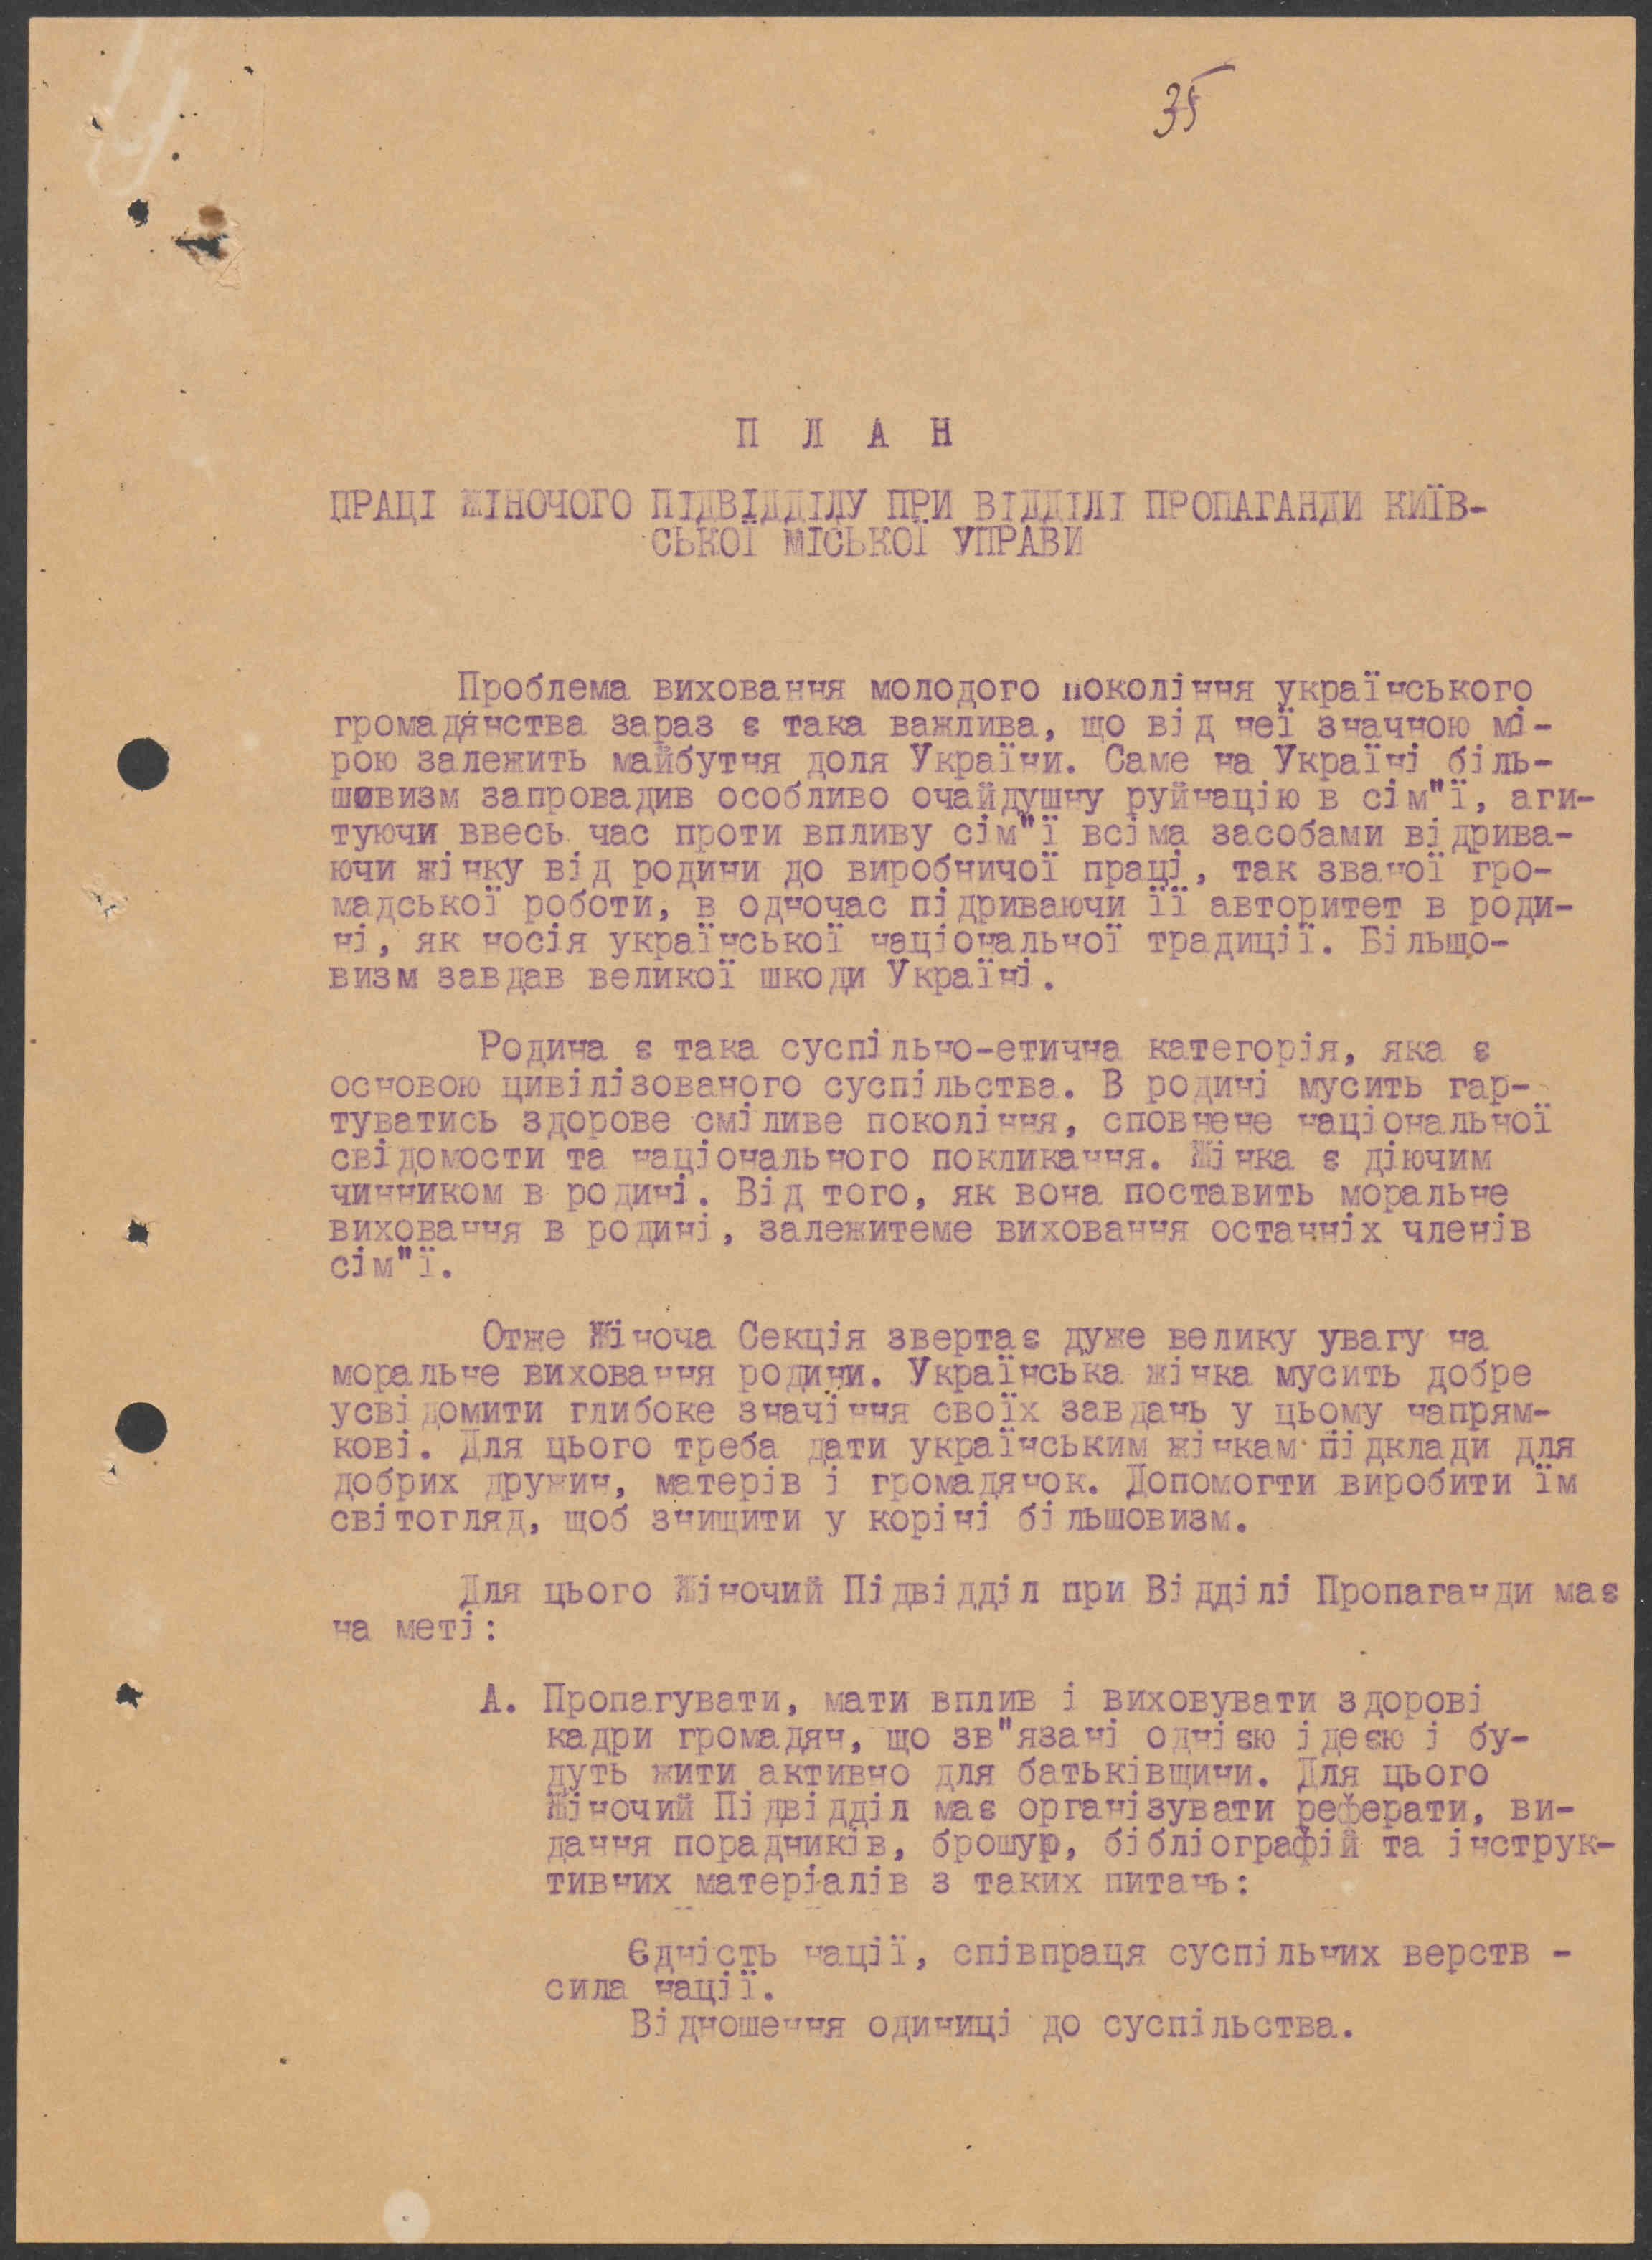 35
П Л А Н
ПРАЦІ ЖІНОЧОГО ПІДВІДДІЛУ ПРИ ВІДДІЛІ ПРОПАГАНДИ КИЇВ-
СЬКОЇ МІСЬКОЇ УПРАВИ
Проблема виховання молодого покоління українського
громадянства зараз є така важлива, що від неї значною мі-
рою залежить майбутня доля України. Саме на Україні біль-
шовизм запровадив особливо очайдушну руйнацію в сім"ї, аги-
туючи ввесь час проти впливу сім"ї всіма засобами відрива-
ючи жінку від родини до виробничої праці, так званої гро-
мадської роботи, в одночас підриваючи її авторитет в роди-
ні, як носія української національної традиції. Більшо-
визм завдав великої шкоди Україні.
Родина є така суспільно-етична категорія, яка є
основою цивілізованого суспільства. В родині мусить гар-
туватись здорове сміливе покоління, сповнене національної
свідомости та національного покликання. Жінка є діючим
чинником в родині. Від того, як вона поставить моральне
виховання в родині, залежитеме виховання останніх членів
сім"ї.
Отже Жіноча Секція звертає дуже велику увагу на
моральне виховання родини. Українська жінка мусить добре
усвідомити глибоке значіння своїх завдань у цьому напрям-
кові. Для цього треба дати українським жінкам підклади для
добрих дружин, матерів і громадянок. Допомогти виробити їм
світогляд, щоб знищити у коріні більшовизм.
Для цього Жіночий Підвідділ при Відділі Пропаганди має
на меті:
А. Пропагувати, мати вплив і виховувати здорові
кадри громадян, що зв"язані однією ідеєю і бу-
дуть жити активно для батьківщини. Для цього
Жіночий Підвідділ має організувати реферати, ви-
дання порадників, брошур, бібліографій та інструк-
тивних матеріалів з таких питань:
Єдність нації, співпраця суспільних верств -
сила нації.
Відношення одиниці до суспільства.